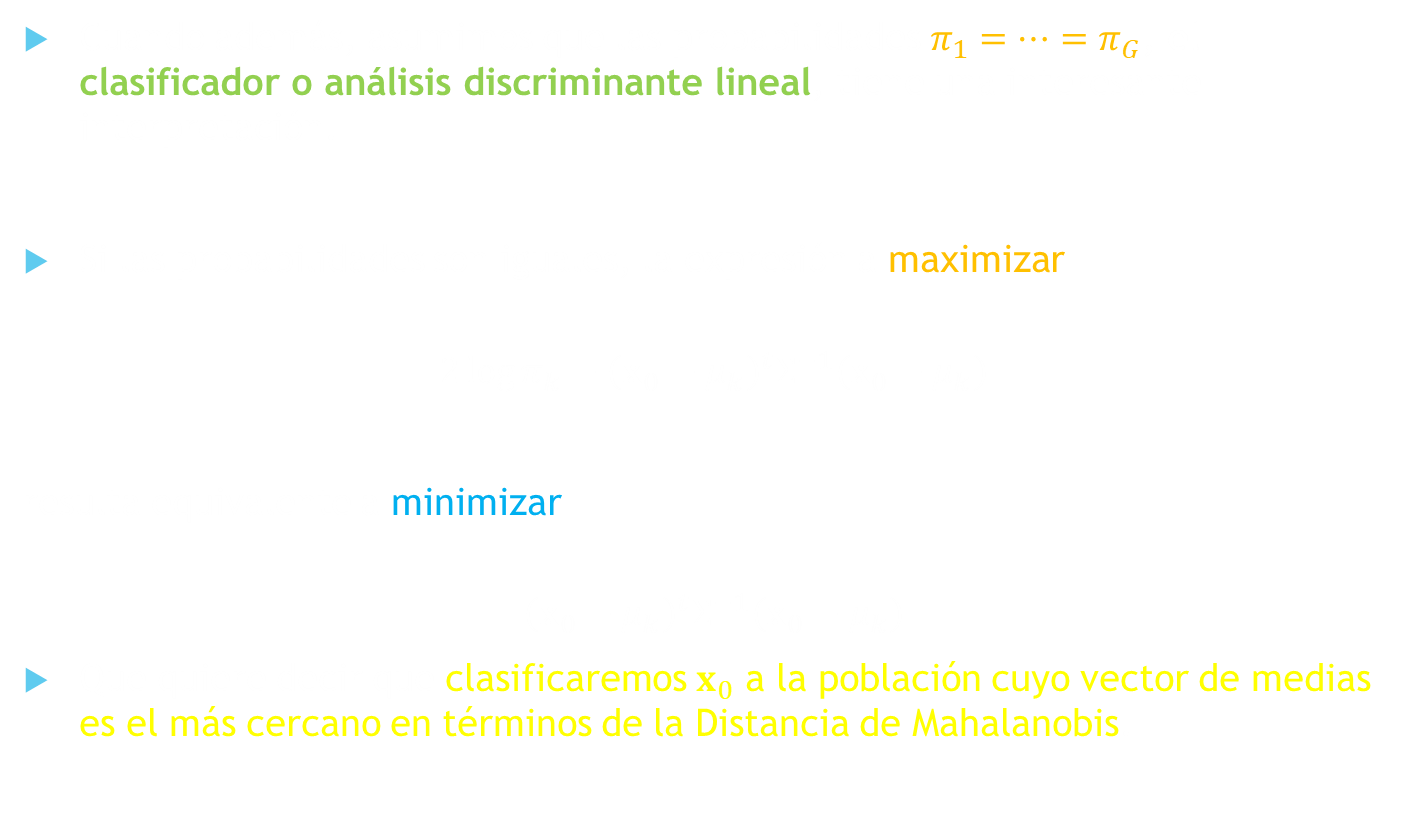 π₁ = ⋯ = π_G
clasificador o análisis discriminante lineal
maximizar
minimizar
clasificaremos x₀ a la población cuyo vector de medias
es el más cercano en términos de la Distancia de Mahalanobis